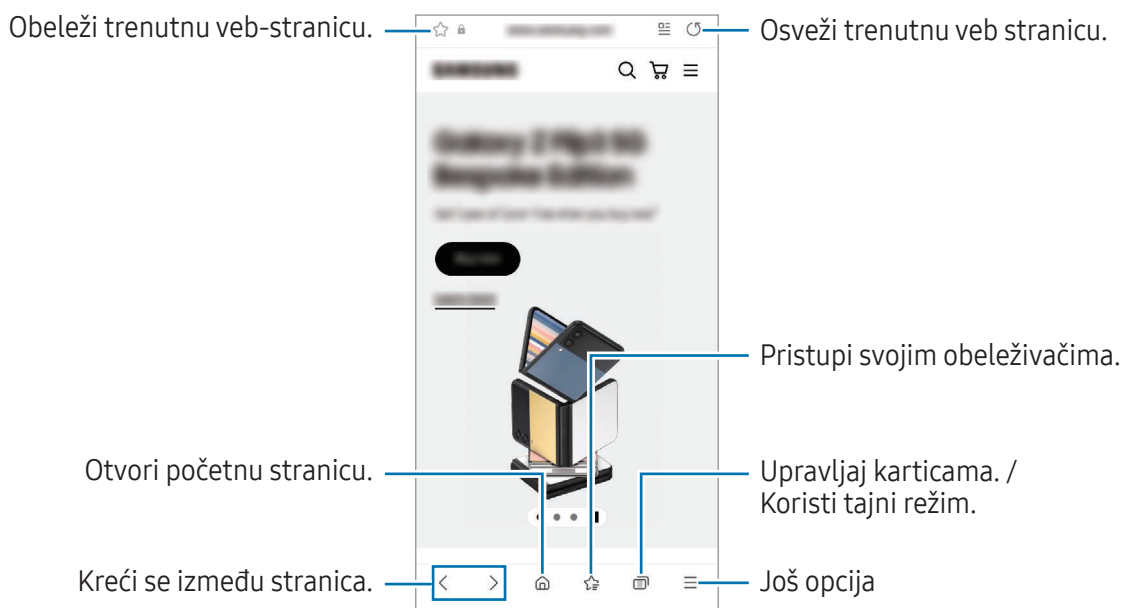 Obeleži trenutnu veb-stranicu.
Osveži trenutnu veb stranicu.
Pristupi svojim obeleživačima.
Otvori početnu stranicu.
Upravljaj karticama. /
Koristi tajni režim.
Kreći se između stranica.
Još opcija